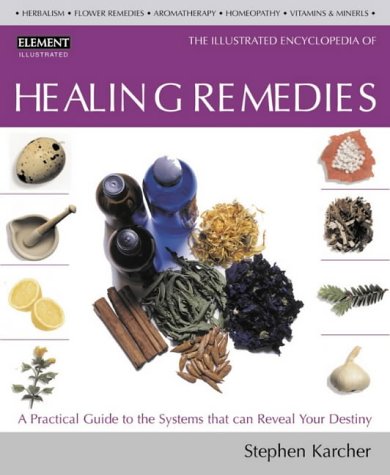 • HERBALISM • FLOWER REMEDIES • AROMATHERAPY • HOMEOPATHY • VITAMINS & MINERLS •
ELEMENT
ILLUSTRATED
THE ILLUSTRATED ENCYCLOPEDIA OF
HEALING REMEDIES
A Practical Guide to the Systems that can Reveal Your Destiny
Stephen Karcher